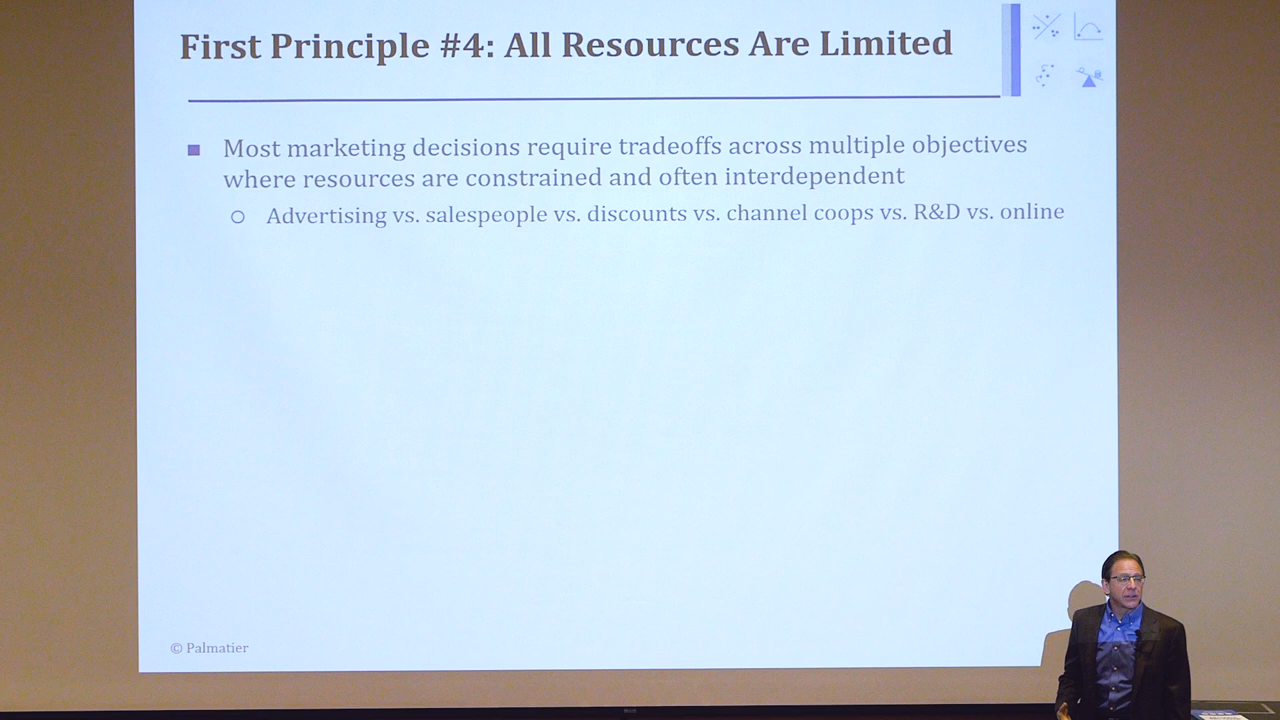 First Principle #4: All Resources Are Limited
Most marketing decisions require tradeoffs across multiple objectives
where resources are constrained and often interdependent
Advertising vs. salespeople vs. discounts vs. channel coops vs. R&D vs. online
© Palmatier